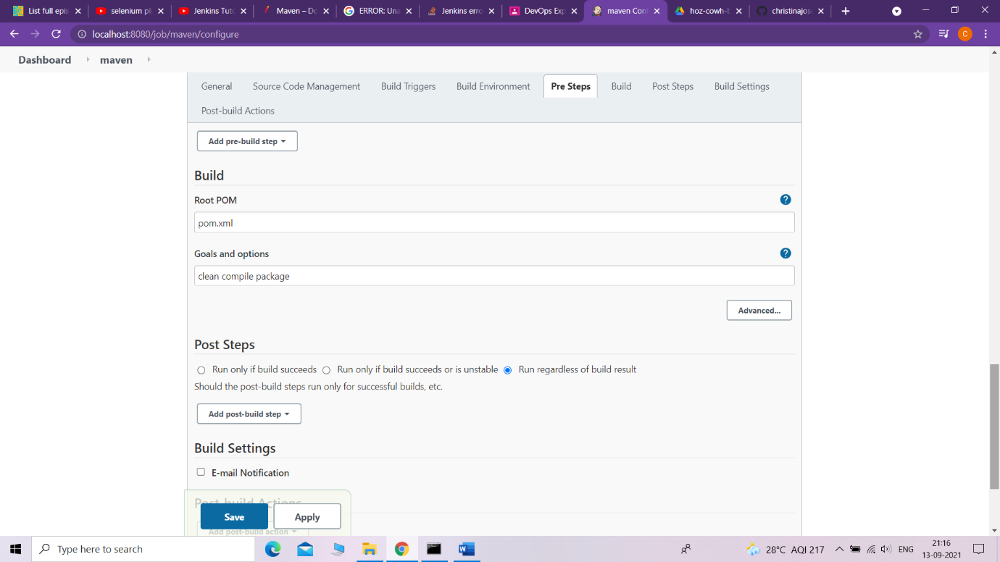 List full epis
selenium pl
Jenkins Tuto
Maven – Do
ERROR: Una
Jenkins erro
DevOps Exp
maven Conf
hoz-cowh-l
christinajos
localhost:8080/job/maven/configure
C
Dashboard maven
General Source Code Management Build Triggers Build Environment Pre Steps Build Post Steps Build Settings
Post-build Actions
Add pre-build step
Build
Root POM
?
pom.xml
Goals and options
?
clean compile package
Advanced...
Post Steps
Run only if build succeeds Run only if build succeeds or is unstable Run regardless of build result
Should the post-build steps run only for successful builds, etc.
Add post-build step
Build Settings
E-mail Notification
Post-build Actions
Save Apply
Add post-build action
Type here to search
28°C AQI 217
ENG
21:16
13-09-2021